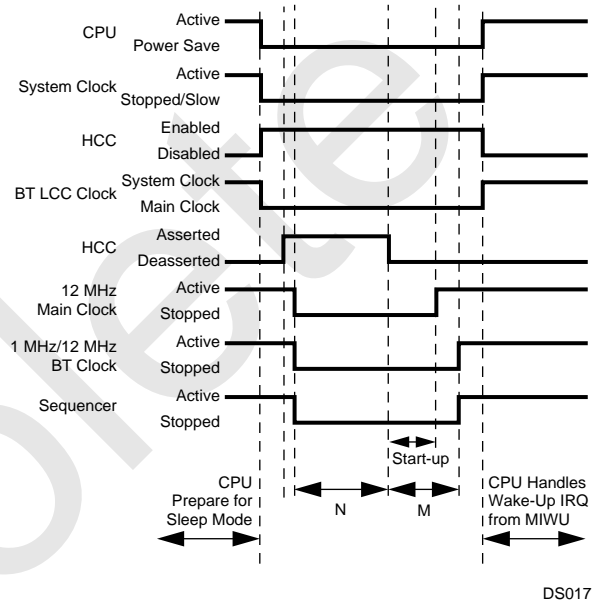 CPU
Active
Power Save
System Clock
Active
Stopped/Slow
HCC
Enabled
Disabled
BT LCC Clock
System Clock
Main Clock
HCC
Asserted
Deasserted
12 MHz
Main Clock
Active
Stopped
1 MHz/12 MHz
BT Clock
Active
Stopped
Sequencer
Active
Stopped
Start-up
CPU
Prepare for
Sleep Mode
N
M
CPU Handles
Wake-Up IRQ
from MIWU
DS017